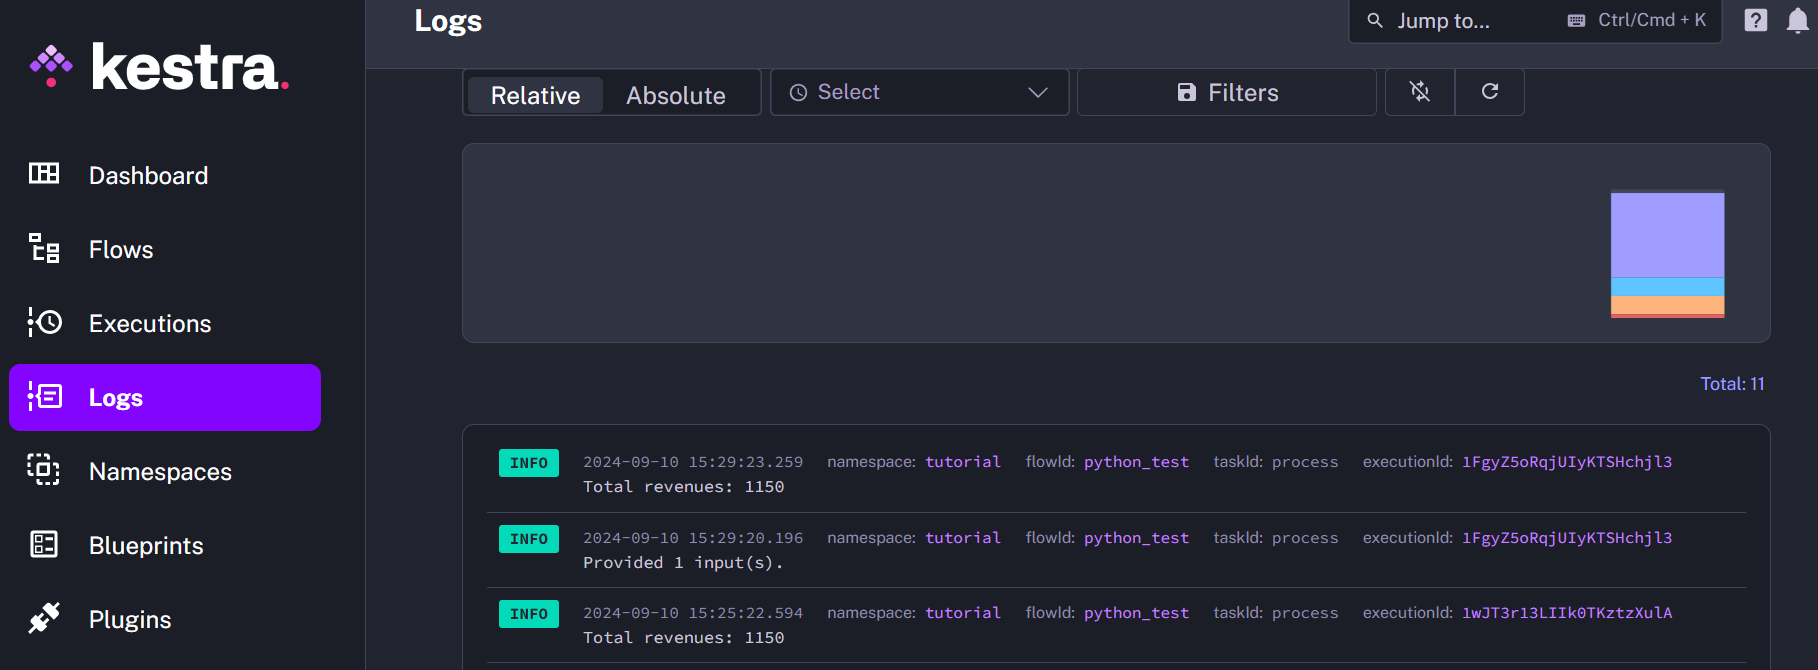 kestra.
Dashboard
Flows
Executions
Logs
Namespaces
Blueprints
Plugins
Logs
Jump to...
Ctrl/Cmd + K
Relative
Absolute
Select
Filters
Total: 11
INFO 2024-09-10 15:29:23.259 namespace: tutorial flowId: python_test taskId: process executionId: 1FgyZ5oRqjUIyKTSHchjl3
Total revenues: 1150
INFO 2024-09-10 15:29:20.196 namespace: tutorial flowId: python_test taskId: process executionId: 1FgyZ5oRqjUIyKTSHchjl3
Provided 1 input(s).
INFO 2024-09-10 15:25:22.594 namespace: tutorial flowId: python_test taskId: process executionId: 1wJT3r13LIIk0TKztzXulA
Total revenues: 1150